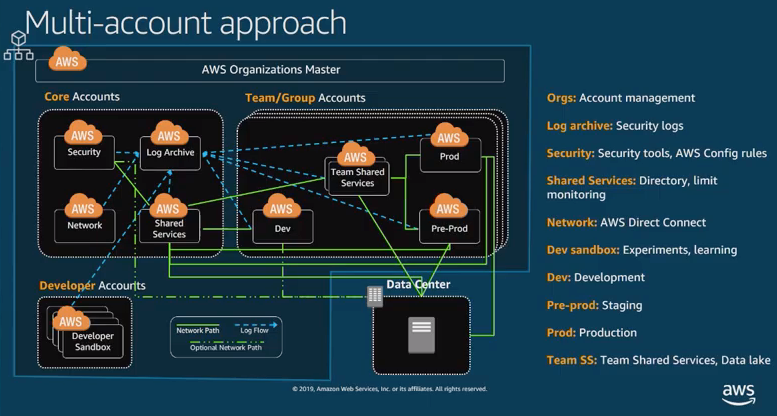 Multi-account approach
AWS
AWS Organizations Master
Core Accounts
Team/Group Accounts
AWS
Security
AWS
Log Archive
AWS
Network
AWS
Shared
Services
AWS
Team Shared
Services
AWS
Prod
AWS
Dev
AWS
Pre-Prod
Developer Accounts
AWS
Developer
Sandbox
Network Path
Log Flow
Optional Network Path
Data Center
Orgs: Account management
Log archive: Security logs
Security: Security tools, AWS Config rules
Shared Services: Directory, limit
monitoring
Network: AWS Direct Connect
Dev sandbox: Experiments, learning
Dev: Development
Pre-prod: Staging
Prod: Production
Team SS: Team Shared Services, Data lake
© 2019, Amazon Web Services, Inc. or its affiliates. All rights reserved.
aws